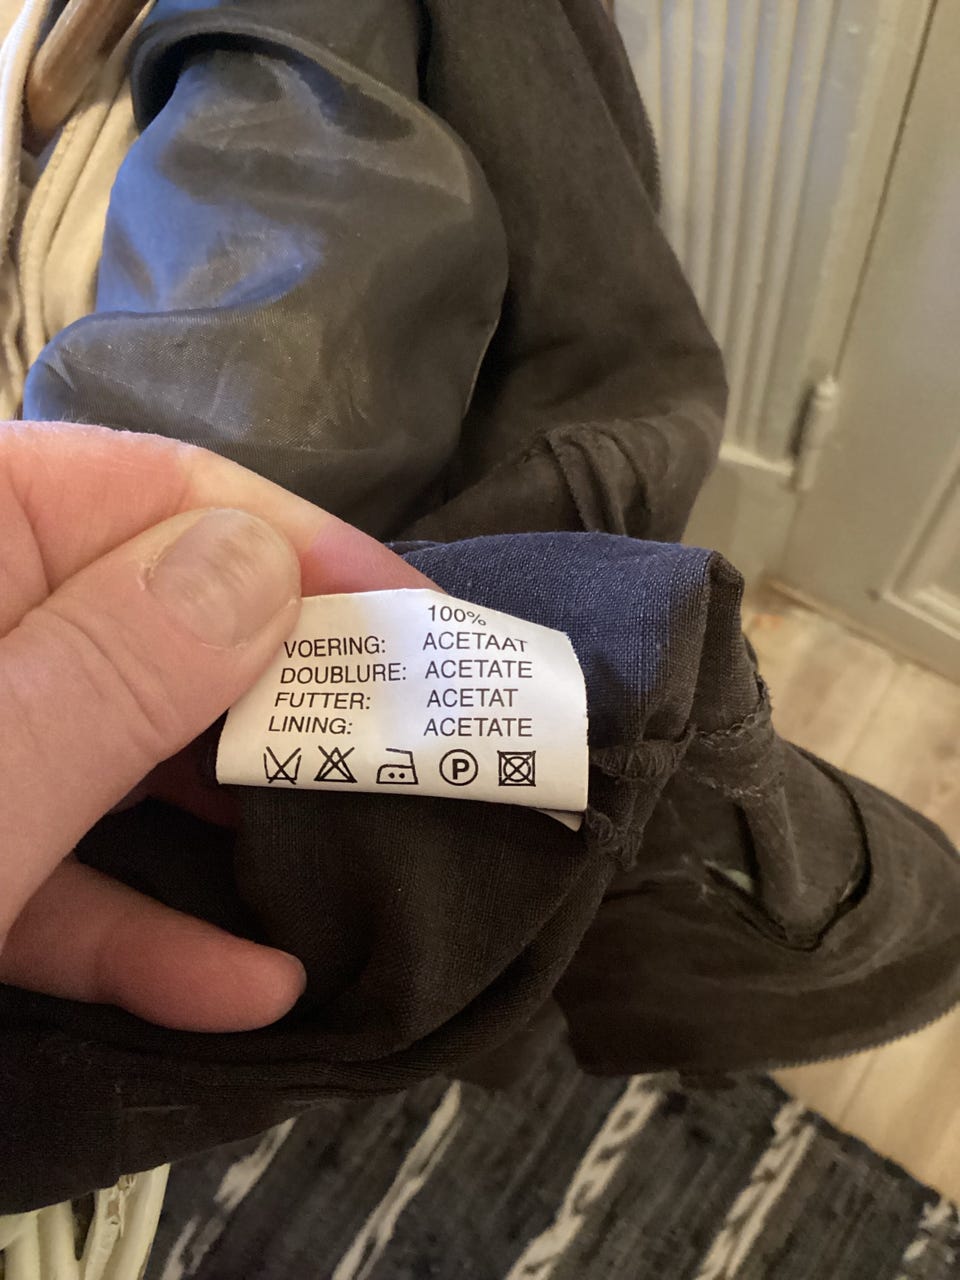 100%
VOERING: ACETAAT
DOUBLURE: ACETATE
FUTTER: ACETAT
LINING: ACETATE
P